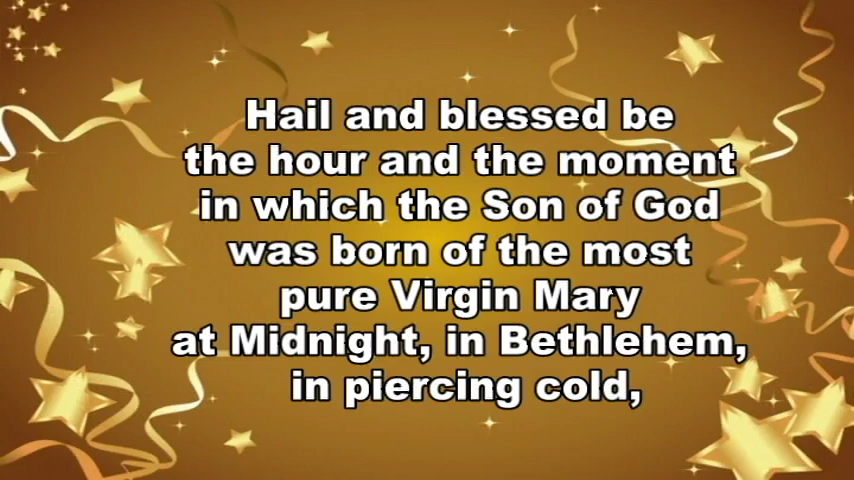 Hail and blessed be
the hour and the moment
in which the Son of God
was born of the most
pure Virgin Mary
at Midnight, in Bethlehem,
in piercing cold,